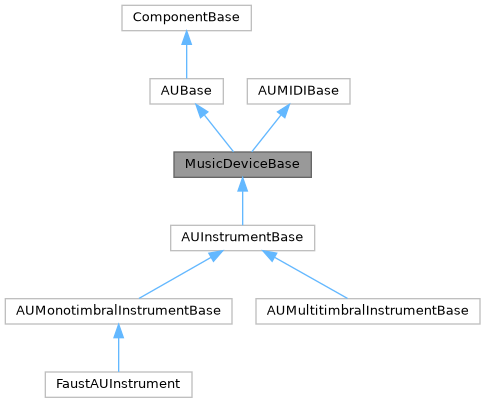 ComponentBase
AUBase
AUMIDIBase
MusicDeviceBase
AUInstrumentBase
AUMonotimbralInstrumentBase
AUMultitimbralInstrumentBase
FaustAUInstrument